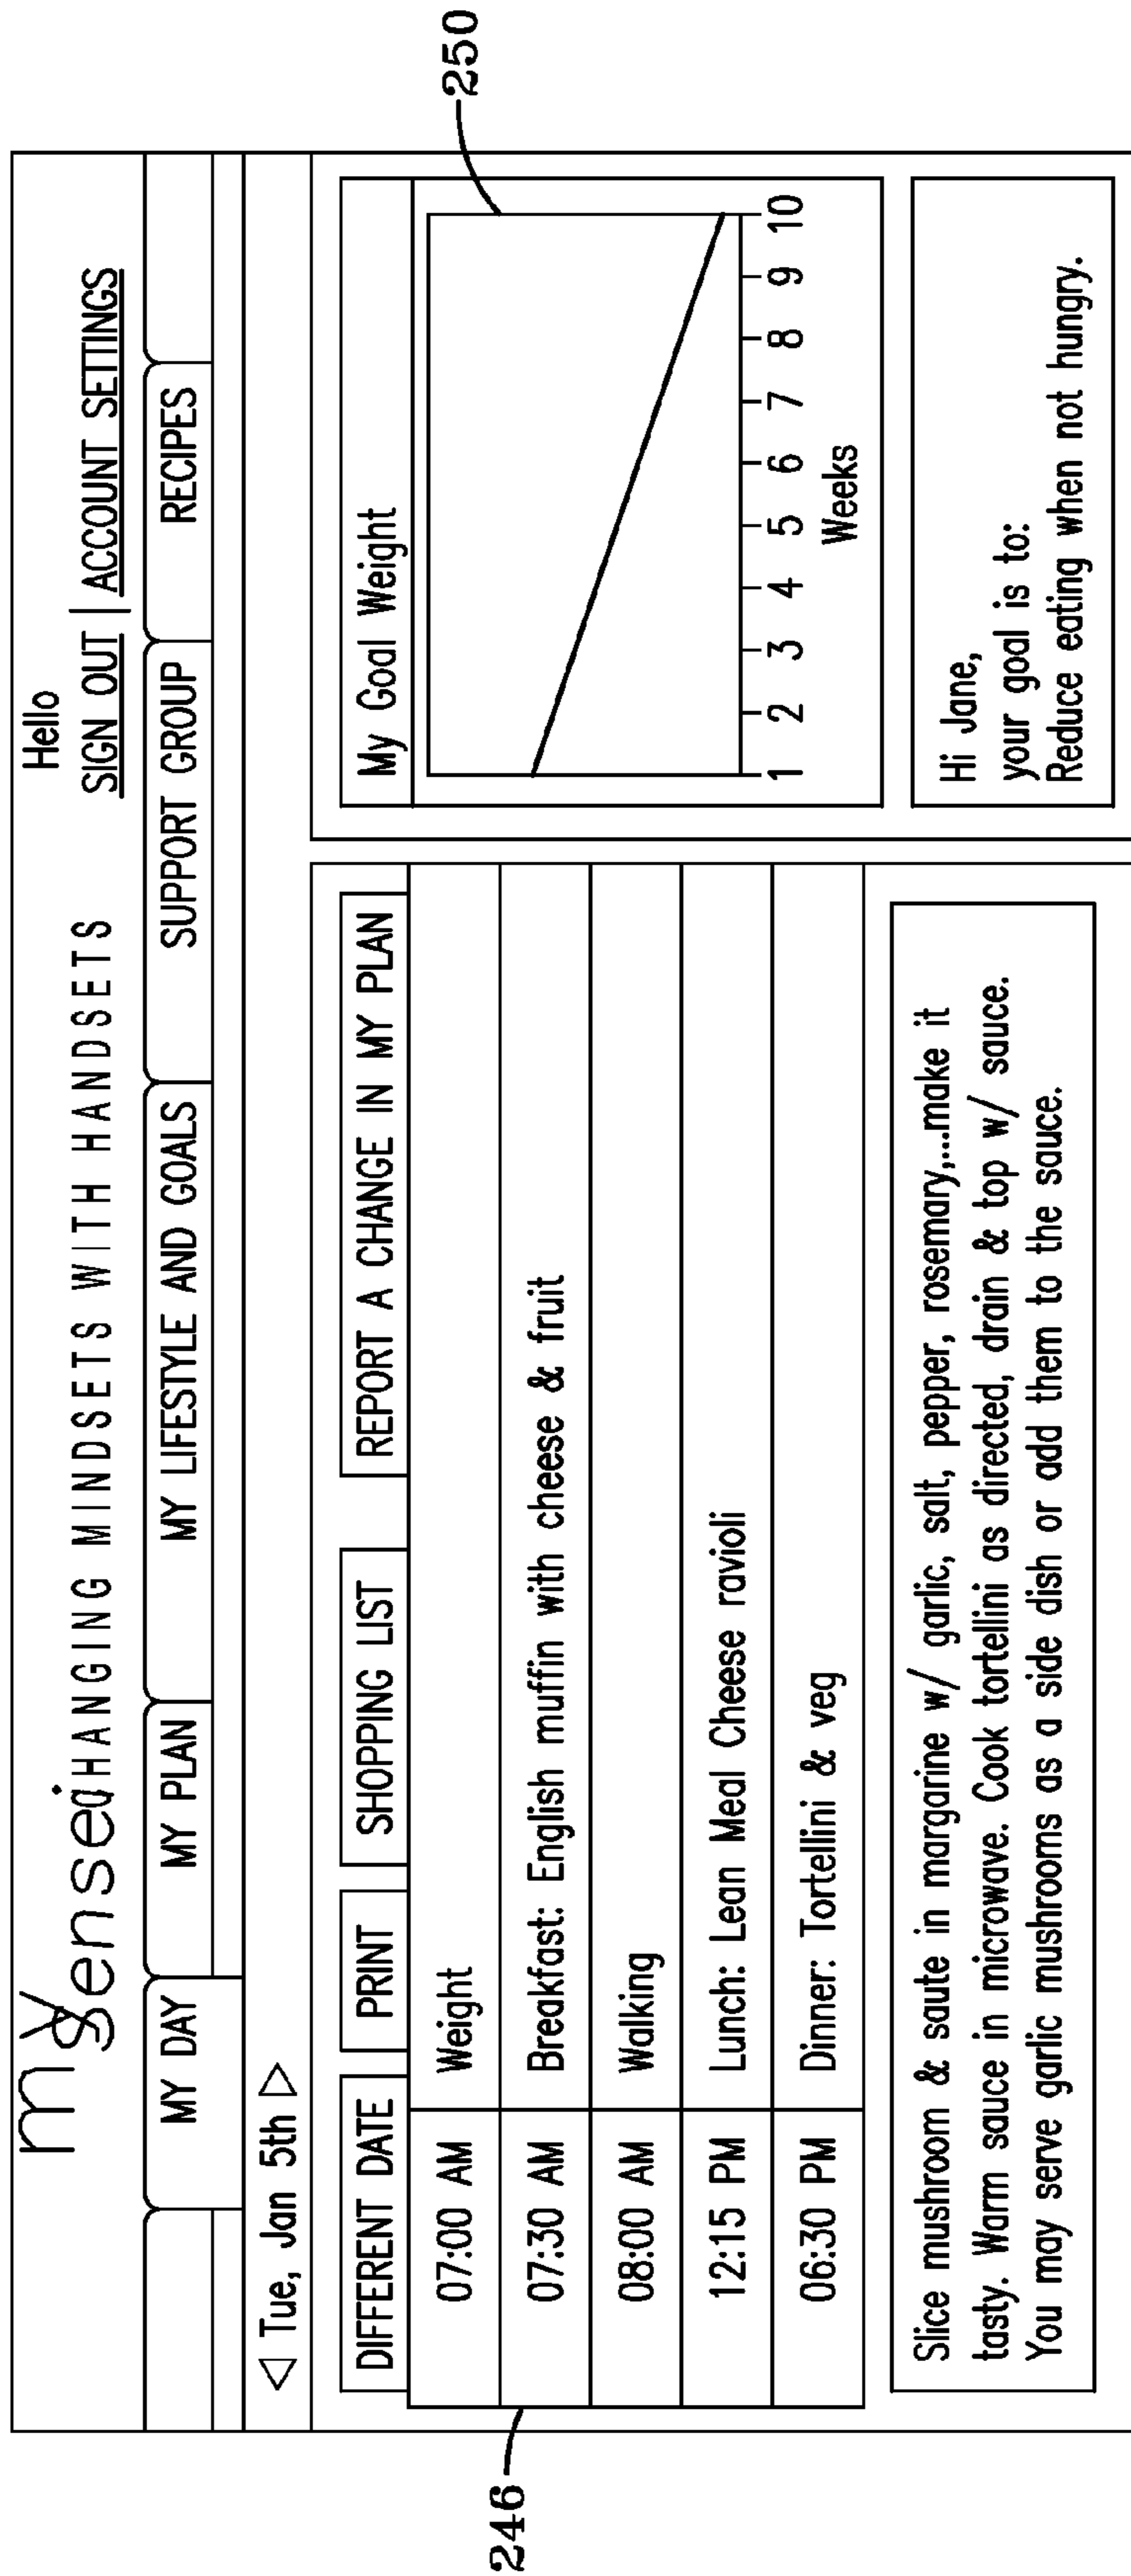 my
Sensei
CHANGING MINDSETS WITH HANDSETS
Hello
SIGN OUT | ACCOUNT SETTINGS
MY DAY
MY PLAN
MY LIFESTYLE AND GOALS
SUPPORT GROUP
RECIPES
Tue, Jan 5th
DIFFERENT DATE
PRINT
SHOPPING LIST
REPORT A CHANGE IN MY PLAN
07:00 AM Weight
07:30 AM Breakfast: English muffin with cheese & fruit
08:00 AM Walking
12:15 PM Lunch: Lean Meal Cheese ravioli
06:30 PM Dinner: Tortellini & veg
246
Slice mushroom & saute in margarine w/ garlic, salt, pepper, rosemary,...make it
tasty. Warm sauce in microwave. Cook tortellini as directed, drain & top w/ sauce.
You may serve garlic mushrooms as a side dish or add them to the sauce.
My Goal Weight
250
1 2 3 4 5 6 7 8 9 10
Weeks
Hi Jane,
your goal is to:
Reduce eating when not hungry.